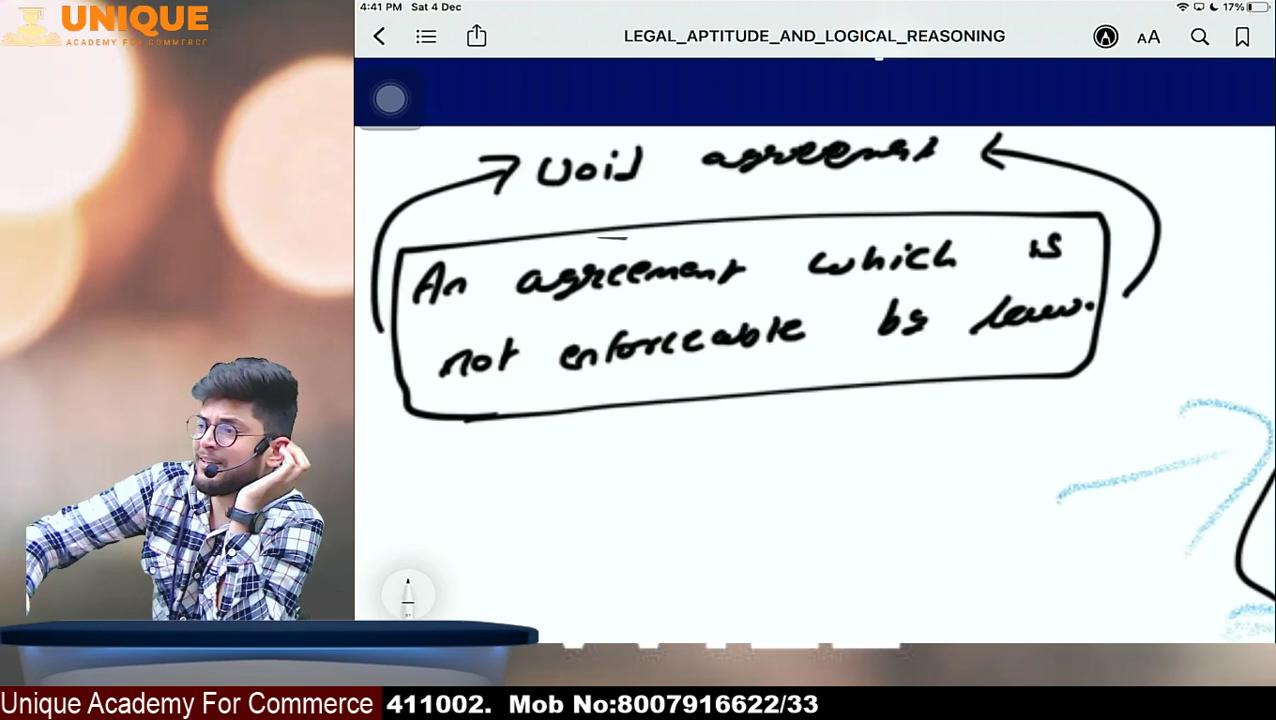 UNIQUE
ACADEMY FOR COMMERCE
4:41 PM Sat 4 Dec
17%
LEGAL_APTITUDE_AND_LOGICAL_REASONING
AA
Void agreement
An agreement which is
not enforceable by law.
Unique Academy For Commerce 411002. Mob No:8007916622/33